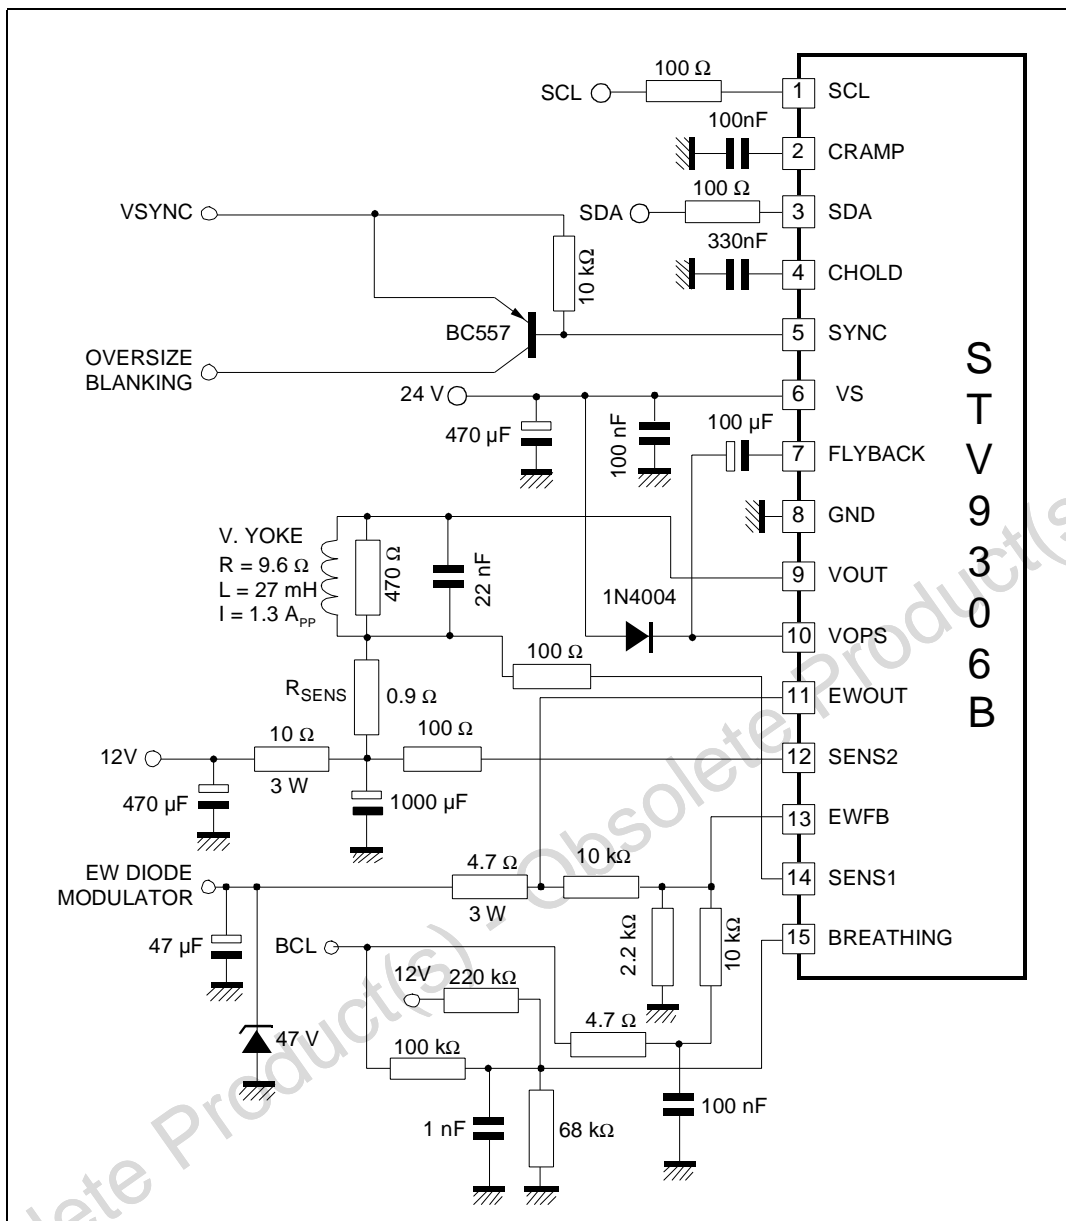 100 Ω
SCL
1
SCL
100nF
2
CRAMP
100 Ω
VSYNC
SDA
3
SDA
330nF
10 kΩ
4
CHOLD
BC557
5
SYNC
OVERSIZE
BLANKING
24 V
6
VS
470 µF
100 nF
100 µF
7
FLYBACK
8
GND
V. YOKE
R = 9.6 Ω
L = 27 mH
I = 1.3 APP
470 Ω
22 nF
9
VOUT
1N4004
10
VOPS
100 Ω
RSENS
0.9 Ω
11
EWOUT
10 Ω
100 Ω
12V
3 W
12
SENS2
470 µF
1000 µF
13
EWFB
4.7 Ω
10 kΩ
EW DIODE
MODULATOR
3 W
14
SENS1
47 µF
BCL
2.2 kΩ
10 kΩ
15
BREATHING
12V
220 kΩ
4.7 Ω
47 V
100 kΩ
100 nF
1 nF
68 kΩ
STV9306B
lete Product(s) - Obsolete Product(s